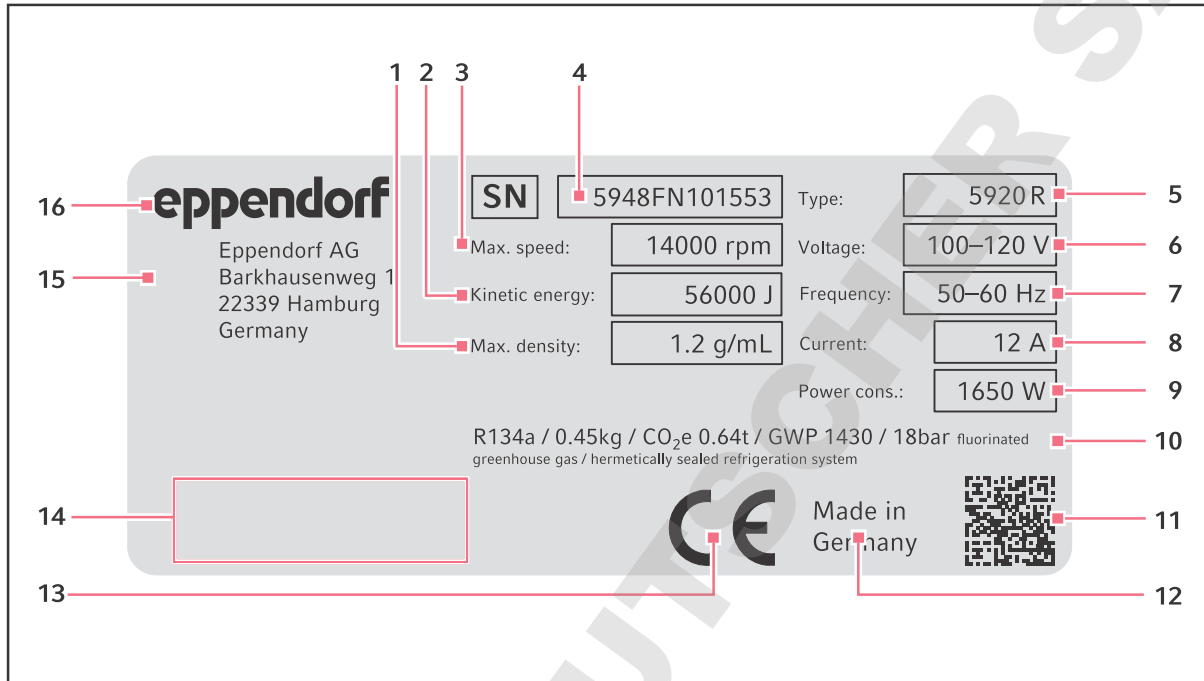 1 2 3 4
16 eppendorf SN 5948FN101553 Type: 5920 R 5
Eppendorf AG Max. speed: 14000 rpm Voltage: 100–120 V 6
15 Barkhausenweg 1
22339 Hamburg Kinetic energy: 56000 J Frequency: 50–60 Hz 7
Germany
Max. density: 1.2 g/mL Current: 12 A 8
Power cons.: 1650 W 9
R134a / 0.45kg / CO₂e 0.64t / GWP 1430 / 18bar fluorinated 10
greenhouse gas / hermetically sealed refrigeration system
14 CE Made in 11
Germany
13 12